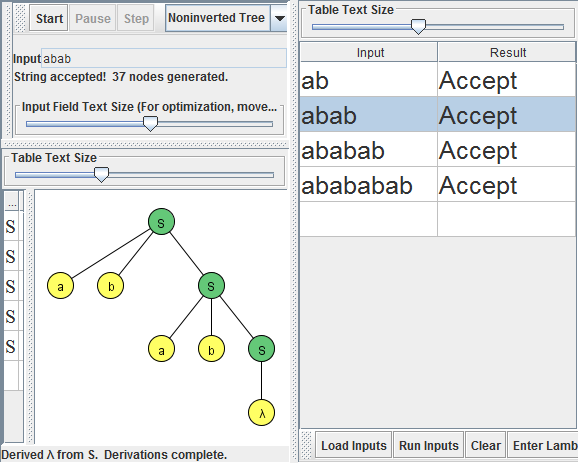 Start Pause Step Noninverted Tree
Input abab
String accepted! 37 nodes generated.
Input Field Text Size (For optimization, move...
Table Text Size
...
S
S
S
S
S
S
a b S
a b S
λ
Derived λ from S. Derivations complete.
Table Text Size
Input Result
ab Accept
abab Accept
ababab Accept
abababab Accept
Load Inputs Run Inputs Clear Enter Lamb